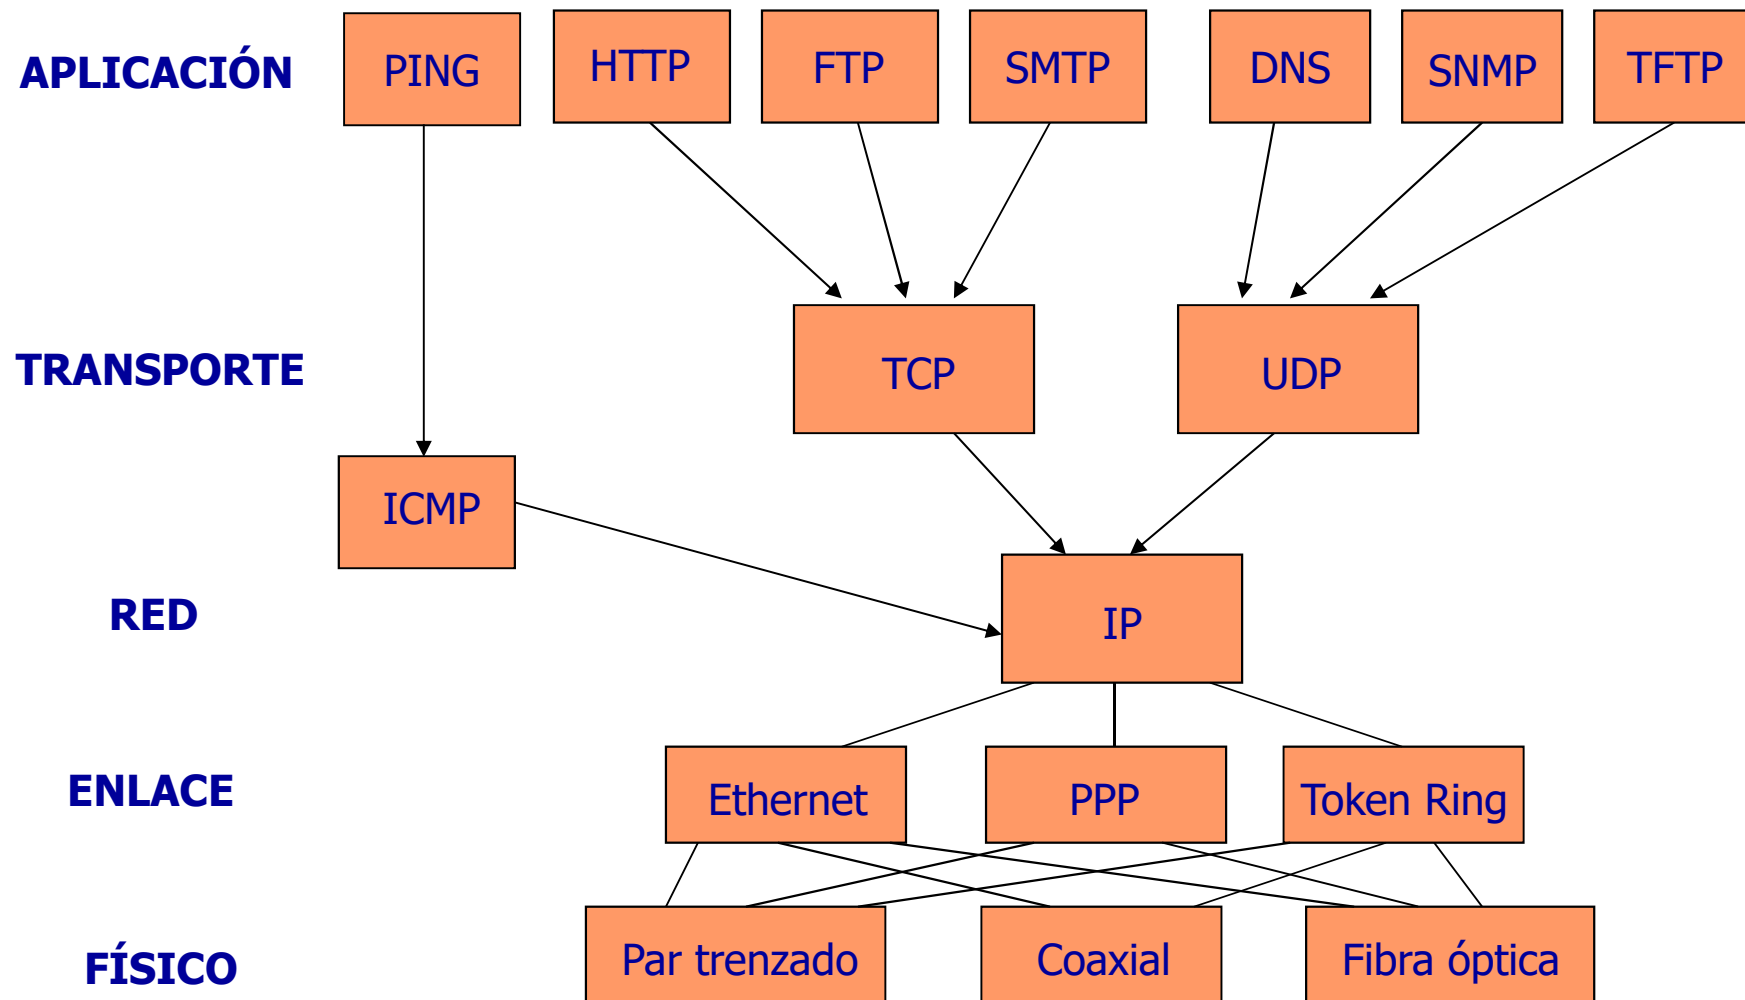 APLICACIÓN
PING
HTTP
FTP
SMTP
DNS
SNMP
TFTP
TRANSPORTE
TCP
UDP
ICMP
RED
IP
ENLACE
Ethernet
PPP
Token Ring
FÍSICO
Par trenzado
Coaxial
Fibra óptica